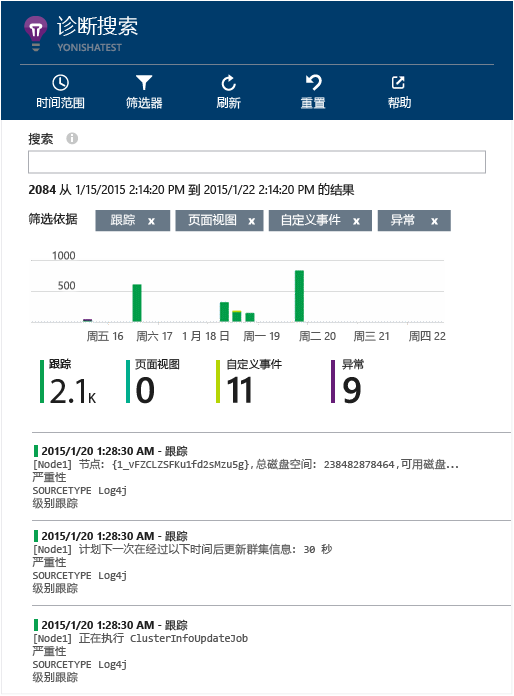 诊断搜索
YONISHATEST
时间范围 筛选器 刷新 重置 帮助
搜索
2084 从 1/15/2015 2:14:20 PM 到 2015/1/22 2:14:20 PM 的结果
筛选依据 跟踪 x 页面视图 x 自定义事件 x 异常 x
1000
500
周五 16 周六 17 1 月 18 日 周一 19 周二 20 周三 21 周四 22
跟踪 页面视图 自定义事件 异常
2.1K 0 11 9
2015/1/20 1:28:30 AM - 跟踪
[Node1] 节点: {1_vFZCLZSFKu1fd2sMzu5g},总磁盘空间: 238482878464,可用磁盘...
严重性
SOURCETYPE Log4j
级别跟踪
2015/1/20 1:28:30 AM - 跟踪
[Node1] 计划下一次在经过以下时间后更新群集信息: 30 秒
严重性
SOURCETYPE Log4j
级别跟踪
2015/1/20 1:28:30 AM - 跟踪
[Node1] 正在执行 ClusterInfoUpdateJob
严重性
SOURCETYPE Log4j
级别跟踪